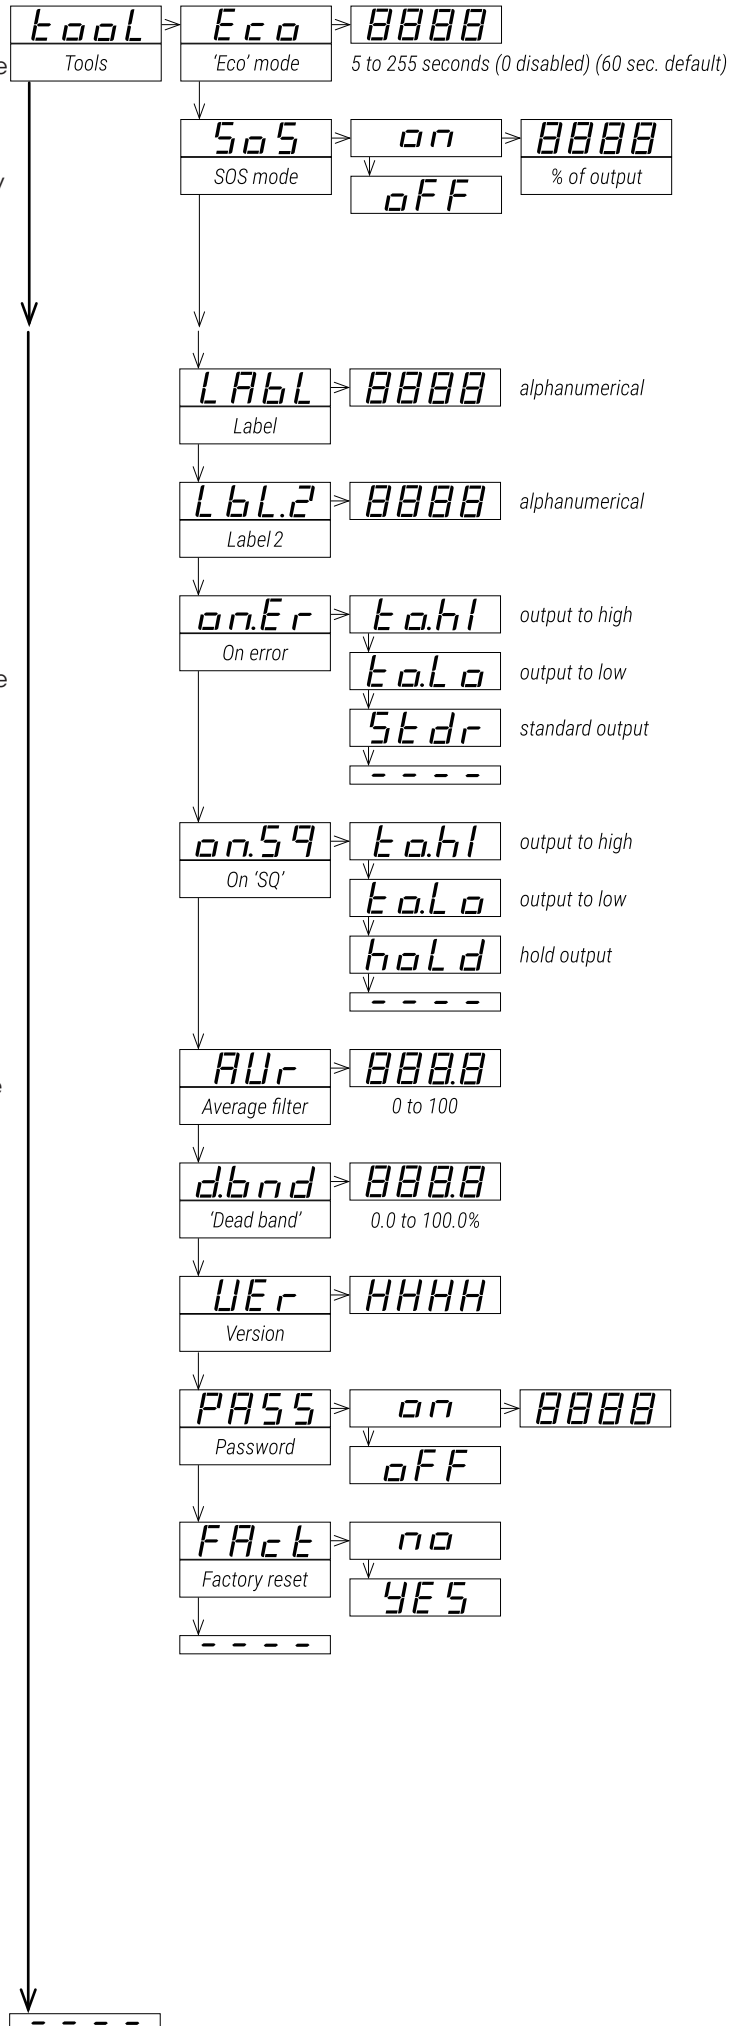 tooL Eco 8888
e Tools 'Eco' mode 5 to 255 seconds (0 disabled) (60 sec. default)
SoS on 8888
y SOS mode % of output
oFF
LAbL 8888 alphanumerical
Label
LbL.2 8888 alphanumerical
Label 2
on.Er to.hI output to high
On error
to.Lo output to low
e
Stdr standard output
----
on.S9 to.hI output to high
On 'SQ'
to.Lo output to low
hoLd hold output
----
AVr 888.8
e Average filter 0 to 100
d.bnd 888.8
'Dead band' 0.0 to 100.0%
VEr HHHH
Version
PASS on 8888
Password
oFF
FAct no
Factory reset
YES
----
----